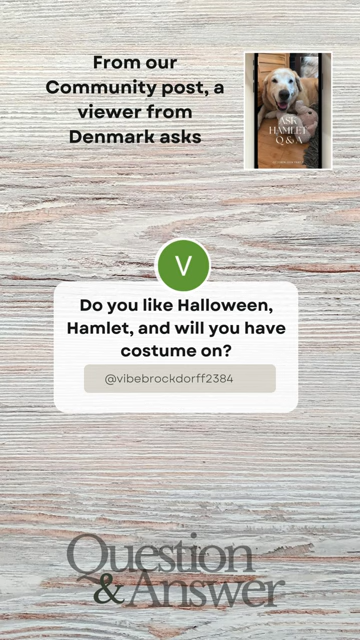 From our
Community post, a
viewer from
Denmark asks
ASK
HAMLET
Q & A
V
Do you like Halloween,
Hamlet, and will you have
costume on?
@vibebrockdorff2384
Question
&Answer